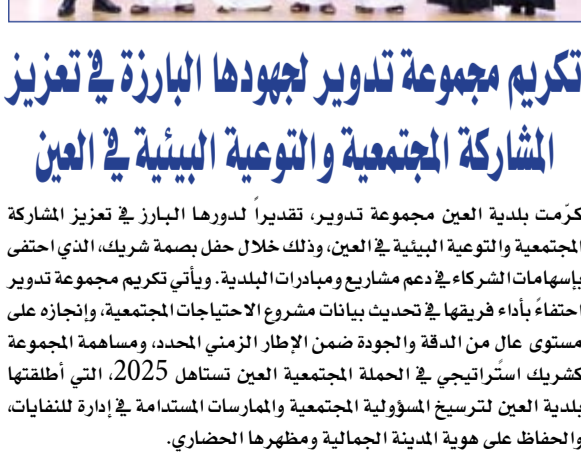 تكريم مجموعة تدوير لجهودها البارزة في تعزيز
المشاركة المجتمعية والتوعية البيئية في العين
كرّمت بلدية العين مجموعة تدوير، تقديراً لدورها البارز في تعزيز المشاركة
المجتمعية والتوعية البيئية في العين، وذلك خلال حفل بصمة شريك، الذي احتفى
بإسهامات الشركاء في دعم مشاريع ومبادرات البلدية. ويأتي تكريم مجموعة تدوير
احتفاءً بأداء فريقها في تحديث بيانات مشروع الاحتياجات المجتمعية، وإنجازه على
مستوى عال من الدقة والجودة ضمن الإطار الزمني المحدد، ومساهمة المجموعة
كشريك استراتيجي في الحملة المجتمعية العين تستاهل 2025، التي أطلقتها
بلدية العين لترسيخ المسؤولية المجتمعية والممارسات المستدامة في إدارة للنفايات،
والحفاظ على هوية المدينة الجمالية ومظهرها الحضاري.